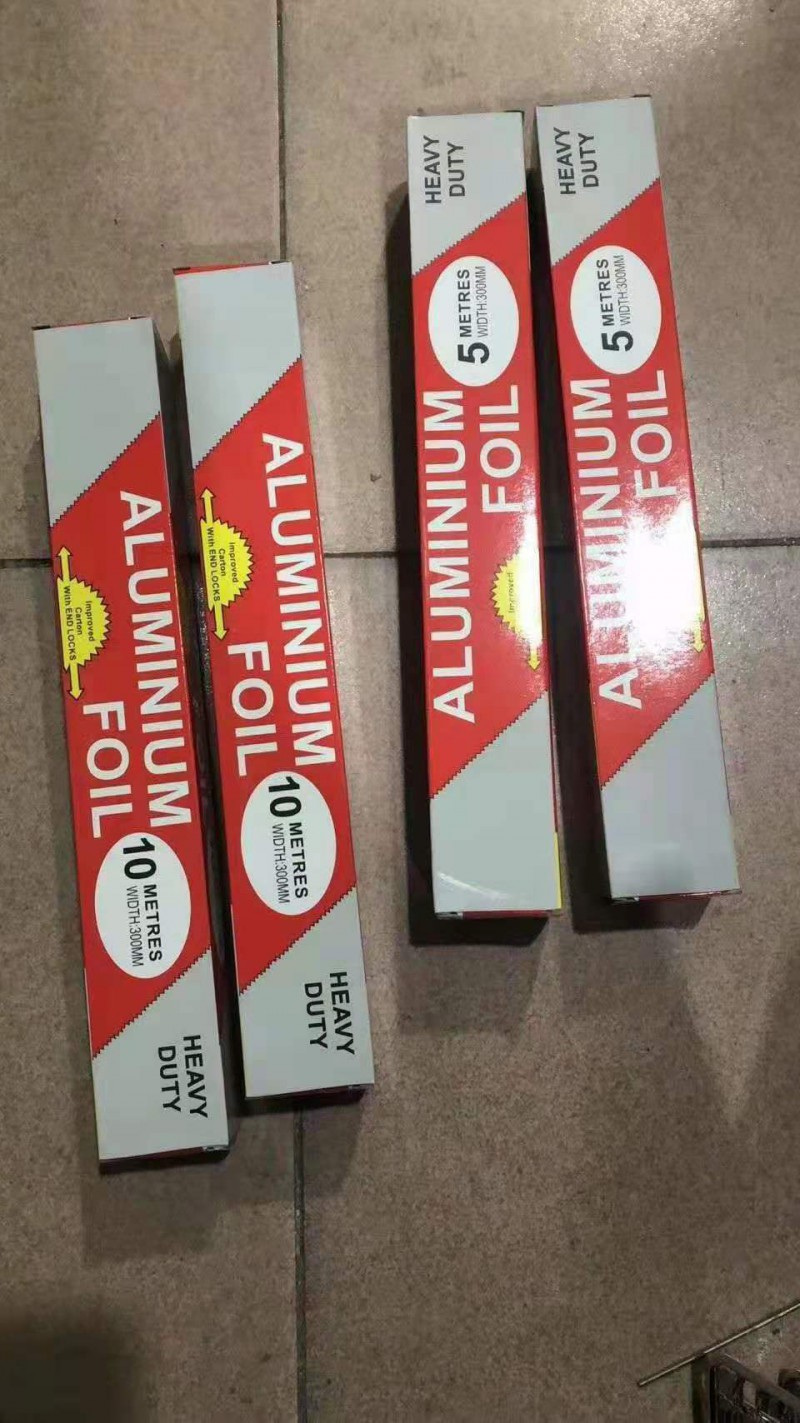 ALUMINIUM
FOIL
10 METRES
WIDTH:300MM
HEAVY
DUTY
Improved
Carton
With END LOCKS
ALUMINIUM
FOIL
10 METRES
WIDTH:300MM
HEAVY
DUTY
Improved
Carton
With END LOCKS
HEAVY
DUTY
5 METRES
WIDTH:300MM
ALUMINIUM
FOIL
Improved
HEAVY
DUTY
5 METRES
WIDTH:300MM
ALUMINIUM
FOIL